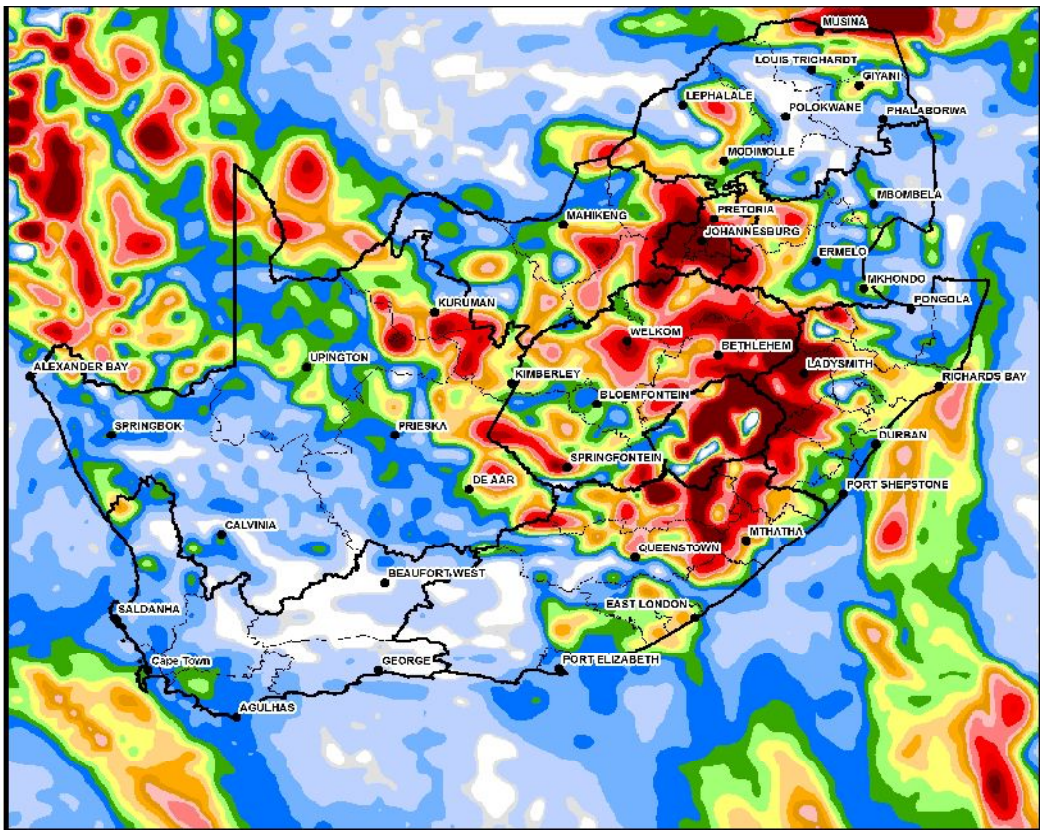 MUSINA
LOUIS TRICHARDT
GIYANI
LEPHALALE
POLOKWANE
PHALABORWA
MODIMOLLE
MBOMBELA
MAHIKENG
PRETORIA
JOHANNESBURG
ERMELO
MKHONDO
PONGOLA
KURUMAN
WELKOM
BETHLEHEM
UPINGTON
ALEXANDER BAY
KIMBERLEY
LADYSMITH
RICHARDS BAY
BLOEMFONTEIN
SPRINGBOK
PRIESKA
DURBAN
SPRINGFONTEIN
DE AAR
PORT SHEPSTONE
CALVINIA
MTHATHA
QUEENSTOWN
BEAUFORT WEST
SALDANHA
EAST LONDON
Cape Town
GEORGE
PORT ELIZABETH
AGULHAS